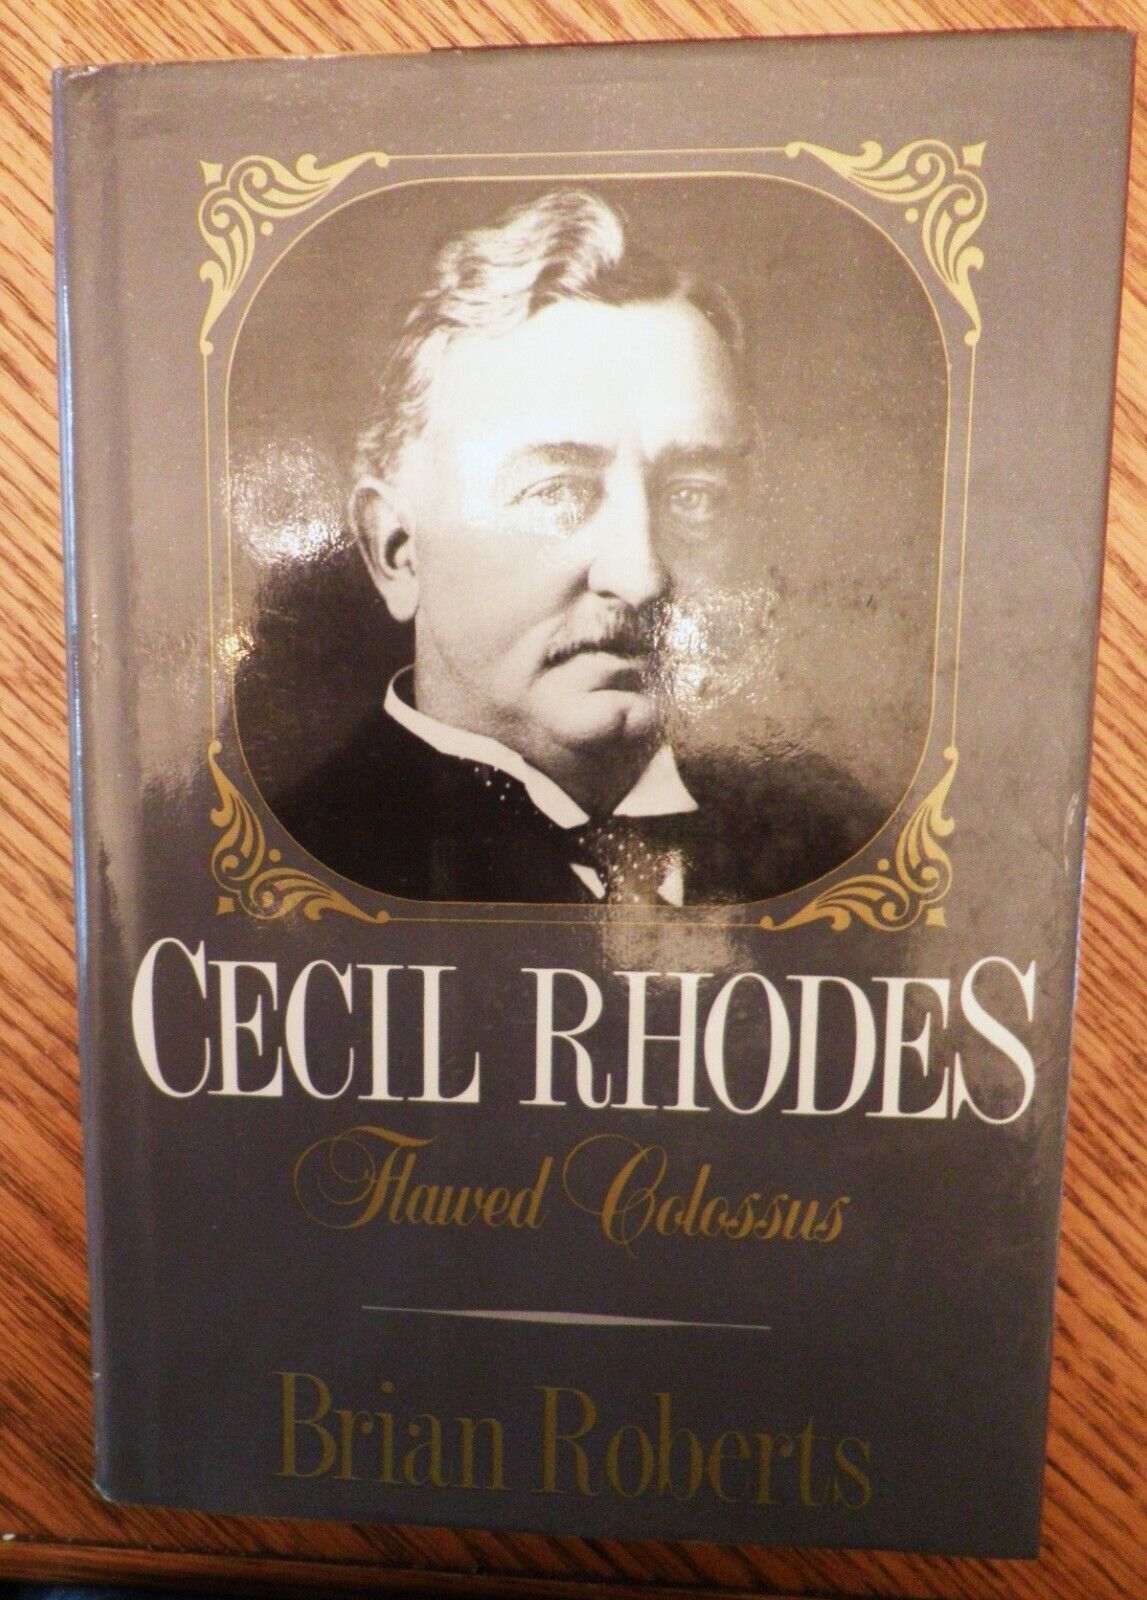 CECIL RHODES
Flawed Colossus
Brian Roberts